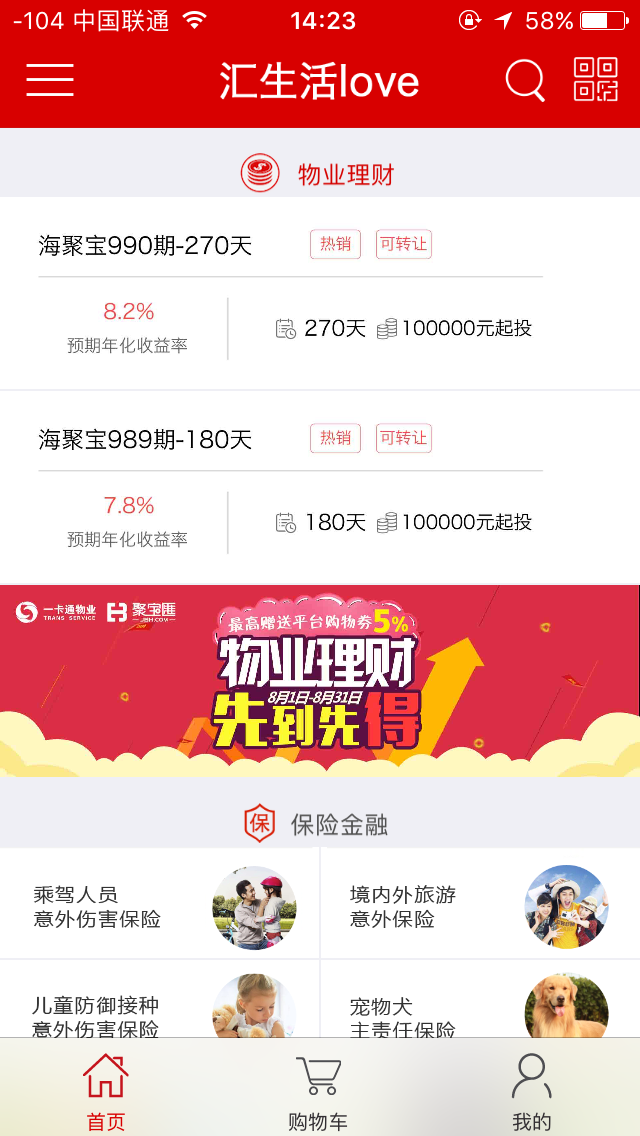 -104 中国联通 14:23 58%
汇生活love
物业理财
海聚宝990期-270天 热销 可转让
8.2%
预期年化收益率
270天 100000元起投
海聚宝989期-180天 热销 可转让
7.8%
预期年化收益率
180天 100000元起投
一卡通物业 聚宝匯
TRANS SERVICE
最高赠送平台购物券5%
物业理财
8月1日-8月31日
先到先得
保
保险金融
乘驾人员
意外伤害保险
境内外旅游
意外保险
儿童防御接种
意外伤害保险
宠物犬
主责任保险
首页 购物车 我的